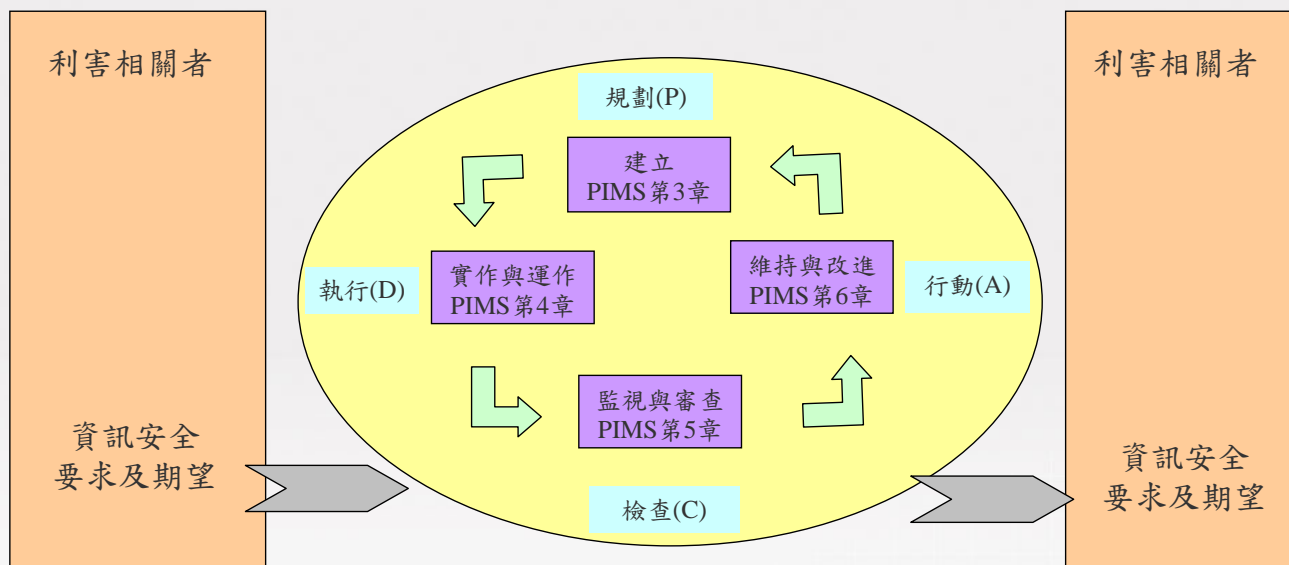 利害相關者
資訊安全
要求及期望
規劃(P)
建立
PIMS第3章
執行(D)
實作與運作
PIMS第4章
維持與改進
PIMS第6章
行動(A)
監視與審查
PIMS第5章
檢查(C)
利害相關者
資訊安全
要求及期望